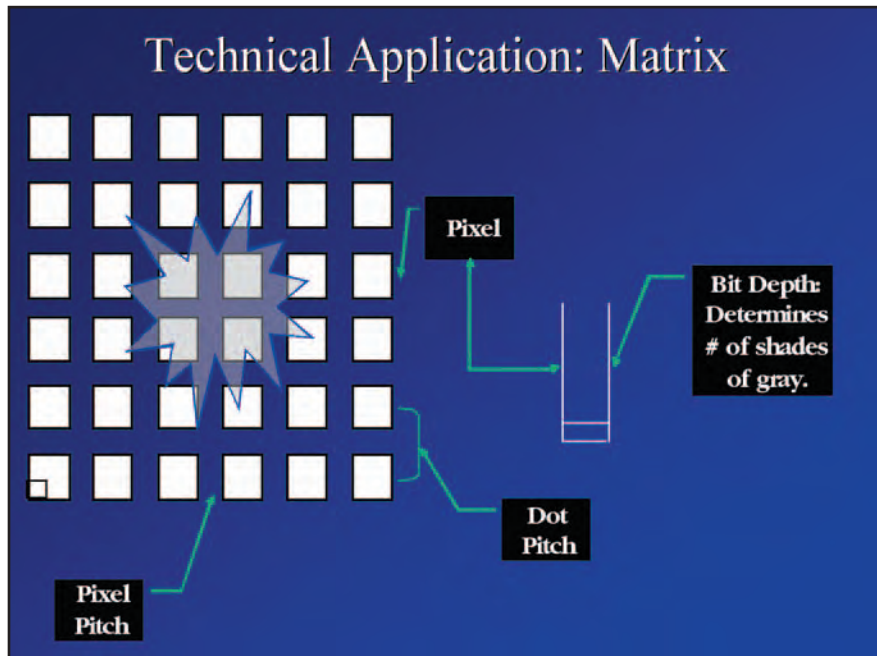 Technical Application: Matrix
Pixel
Bit Depth:
Determines
# of shades
of gray.
Dot
Pitch
Pixel
Pitch